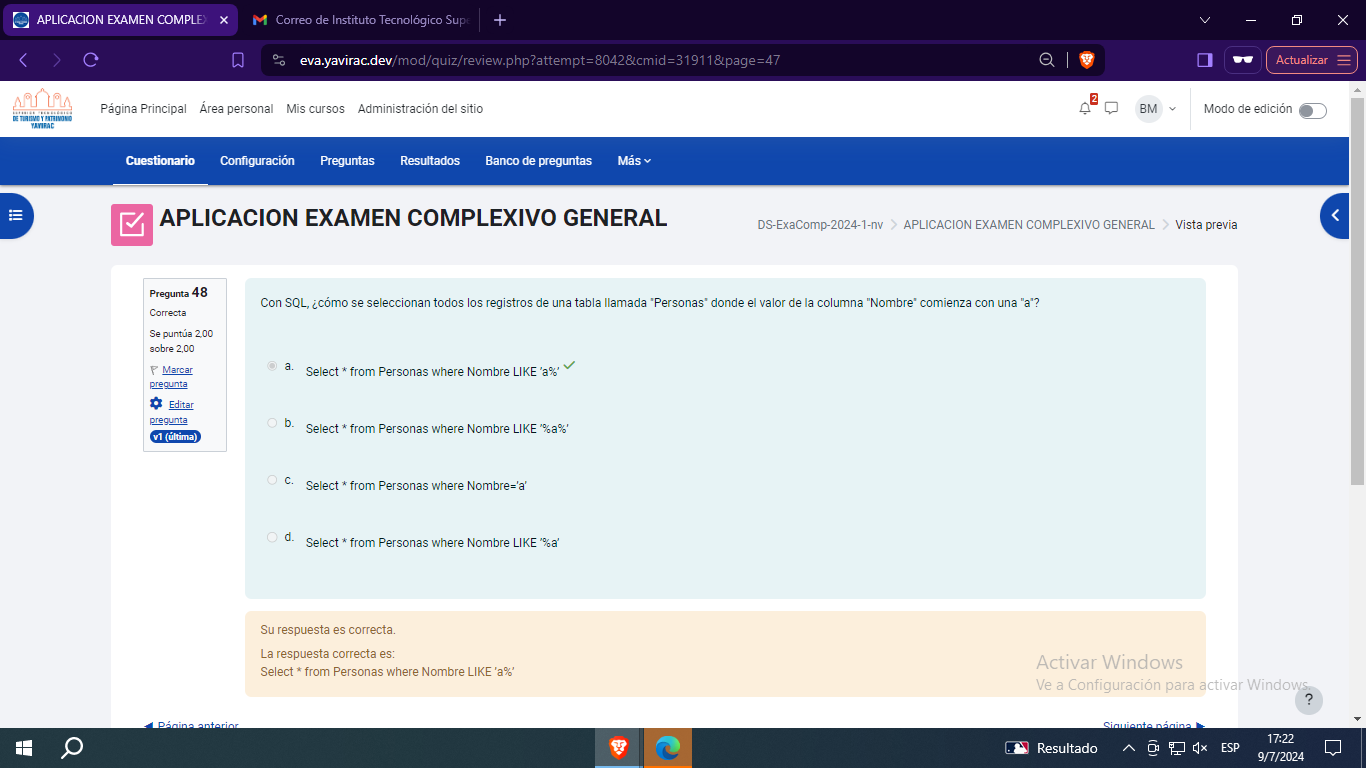 APLICACION EXAMEN COMPLEX
Correo de Instituto Tecnológico Supe
eva.yavirac.dev/mod/quiz/review.php?attempt=8042&cmid=31911&page=47
Actualizar
DE TURISMO Y PATRIMONIO
YAVIRAC
Página Principal Área personal Mis cursos Administración del sitio
2
BM
Modo de edición
Cuestionario Configuración Preguntas Resultados Banco de preguntas Más
APLICACION EXAMEN COMPLEXIVO GENERAL
DS-ExaComp-2024-1-nv > APLICACION EXAMEN COMPLEXIVO GENERAL > Vista previa
Pregunta 48
Correcta
Se puntúa 2,00
sobre 2,00
Marcar
pregunta
Editar
pregunta
v1 (última)
Con SQL, ¿cómo se seleccionan todos los registros de una tabla llamada "Personas" donde el valor de la columna "Nombre" comienza con una "a"?
a. Select * from Personas where Nombre LIKE 'a%'
b. Select * from Personas where Nombre LIKE '%a%'
c. Select * from Personas where Nombre='a'
d. Select * from Personas where Nombre LIKE '%a'
Su respuesta es correcta.
La respuesta correcta es:
Select * from Personas where Nombre LIKE 'a%'
Activar Windows
Ve a Configuración para activar Windows.
?
◄ Página anterior
Siguiente página ►
Resultado
ESP
17:22
9/7/2024